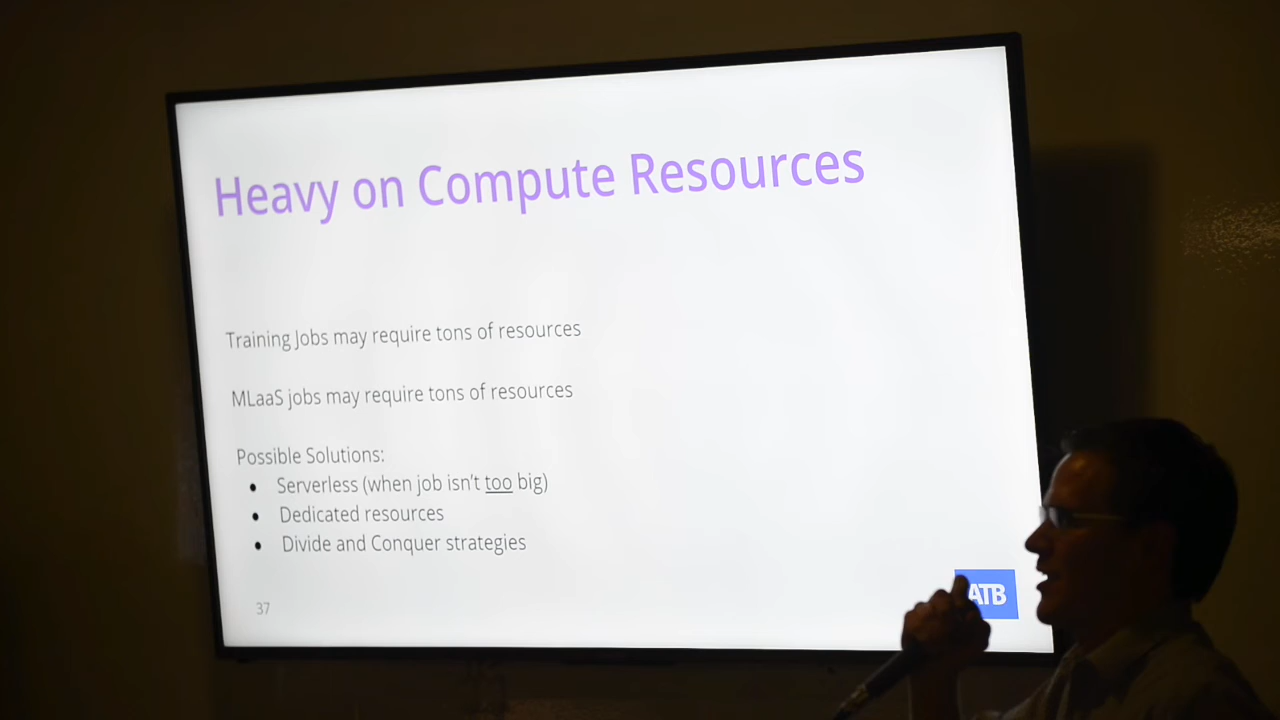 Heavy on Compute Resources
Training Jobs may require tons of resources
MLaaS jobs may require tons of resources
Possible Solutions:
• Serverless (when job isn't too big)
• Dedicated resources
• Divide and Conquer strategies
37
ATB